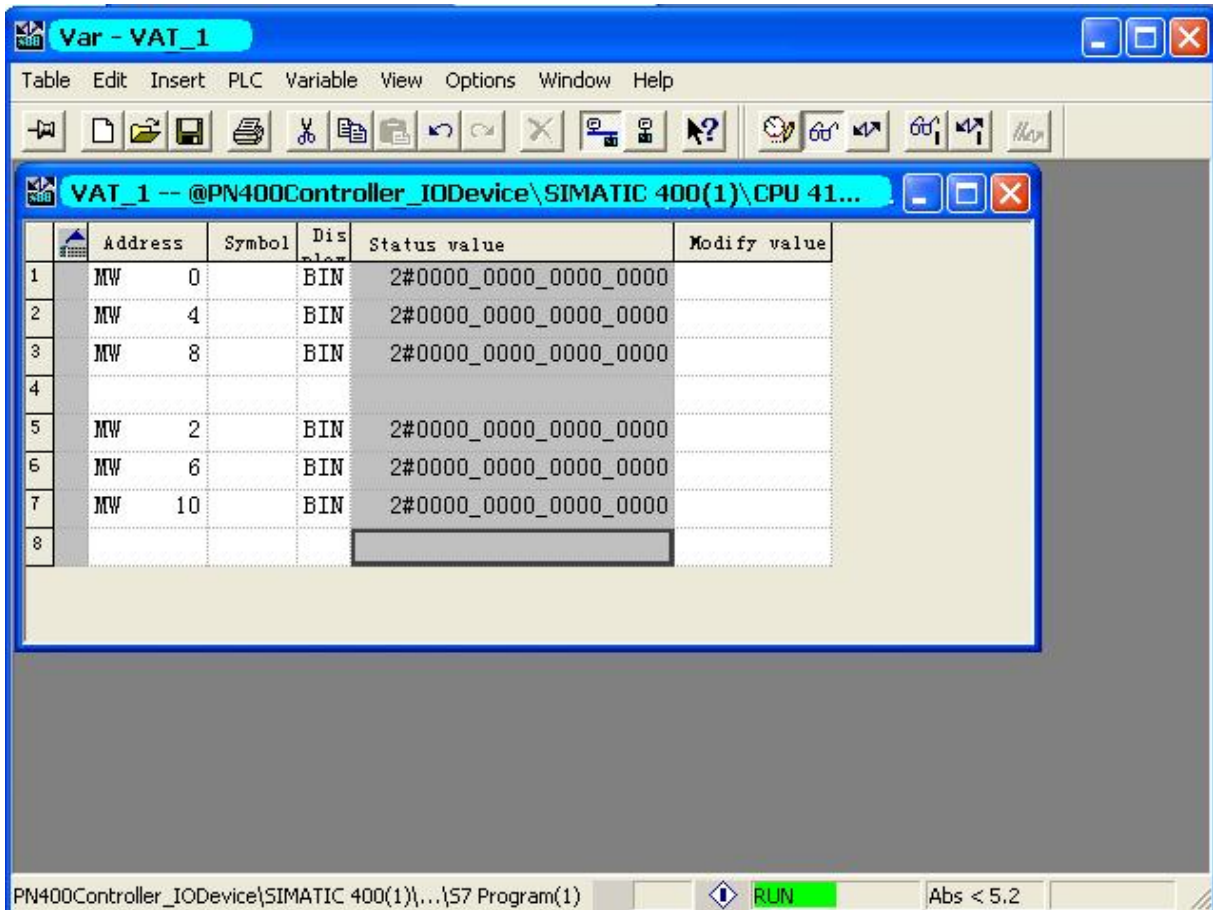 Var - VAT_1
Table Edit Insert PLC Variable View Options Window Help
VAT_1 -- @PN400Controller_IODevice\SIMATIC 400(1)\CPU 41...
Address Symbol Dis Status value Modify value
1 MW 0 BIN 2#0000_0000_0000_0000
2 MW 4 BIN 2#0000_0000_0000_0000
3 MW 8 BIN 2#0000_0000_0000_0000
4
5 MW 2 BIN 2#0000_0000_0000_0000
6 MW 6 BIN 2#0000_0000_0000_0000
7 MW 10 BIN 2#0000_0000_0000_0000
8
PN400Controller_IODevice\SIMATIC 400(1)\...\S7 Program(1) RUN Abs < 5.2